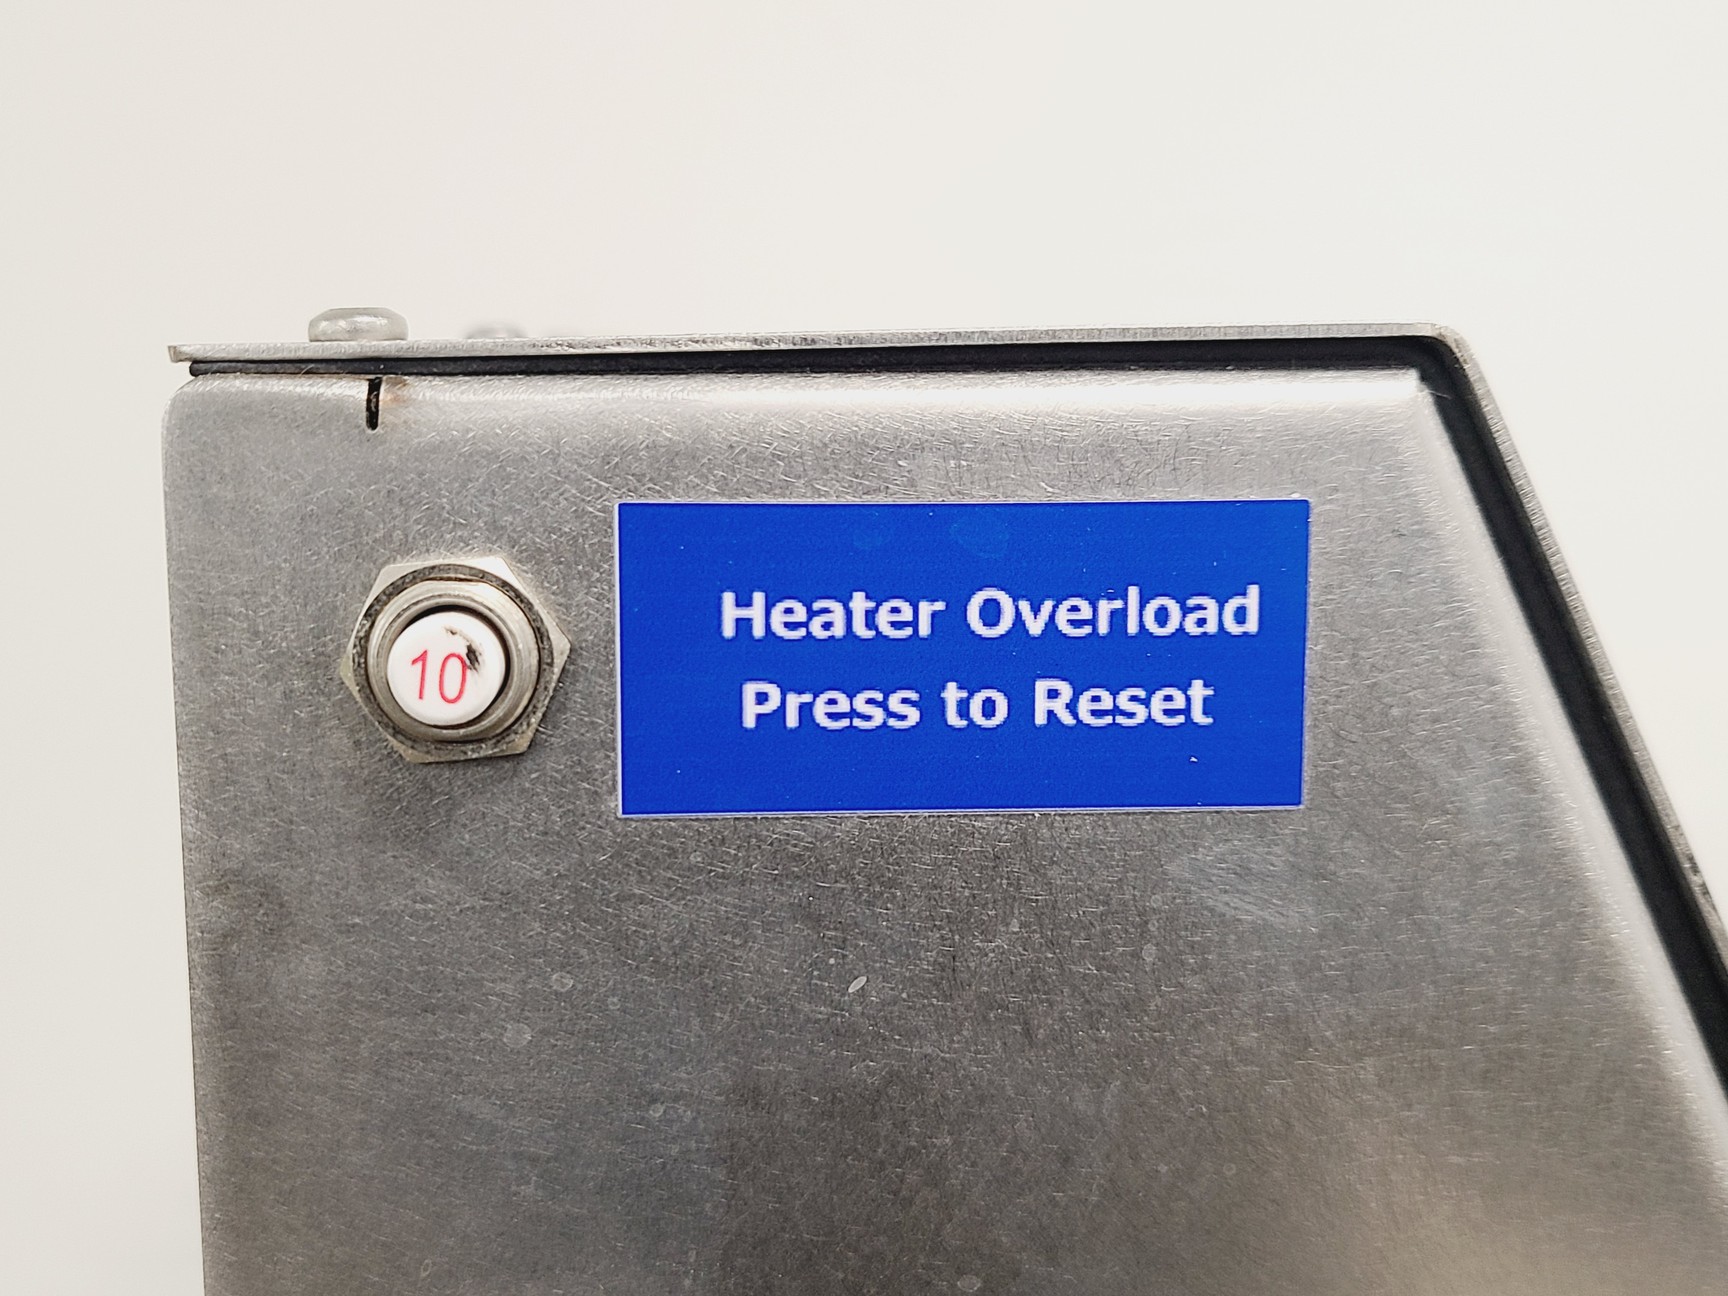 10
Heater Overload
Press to Reset